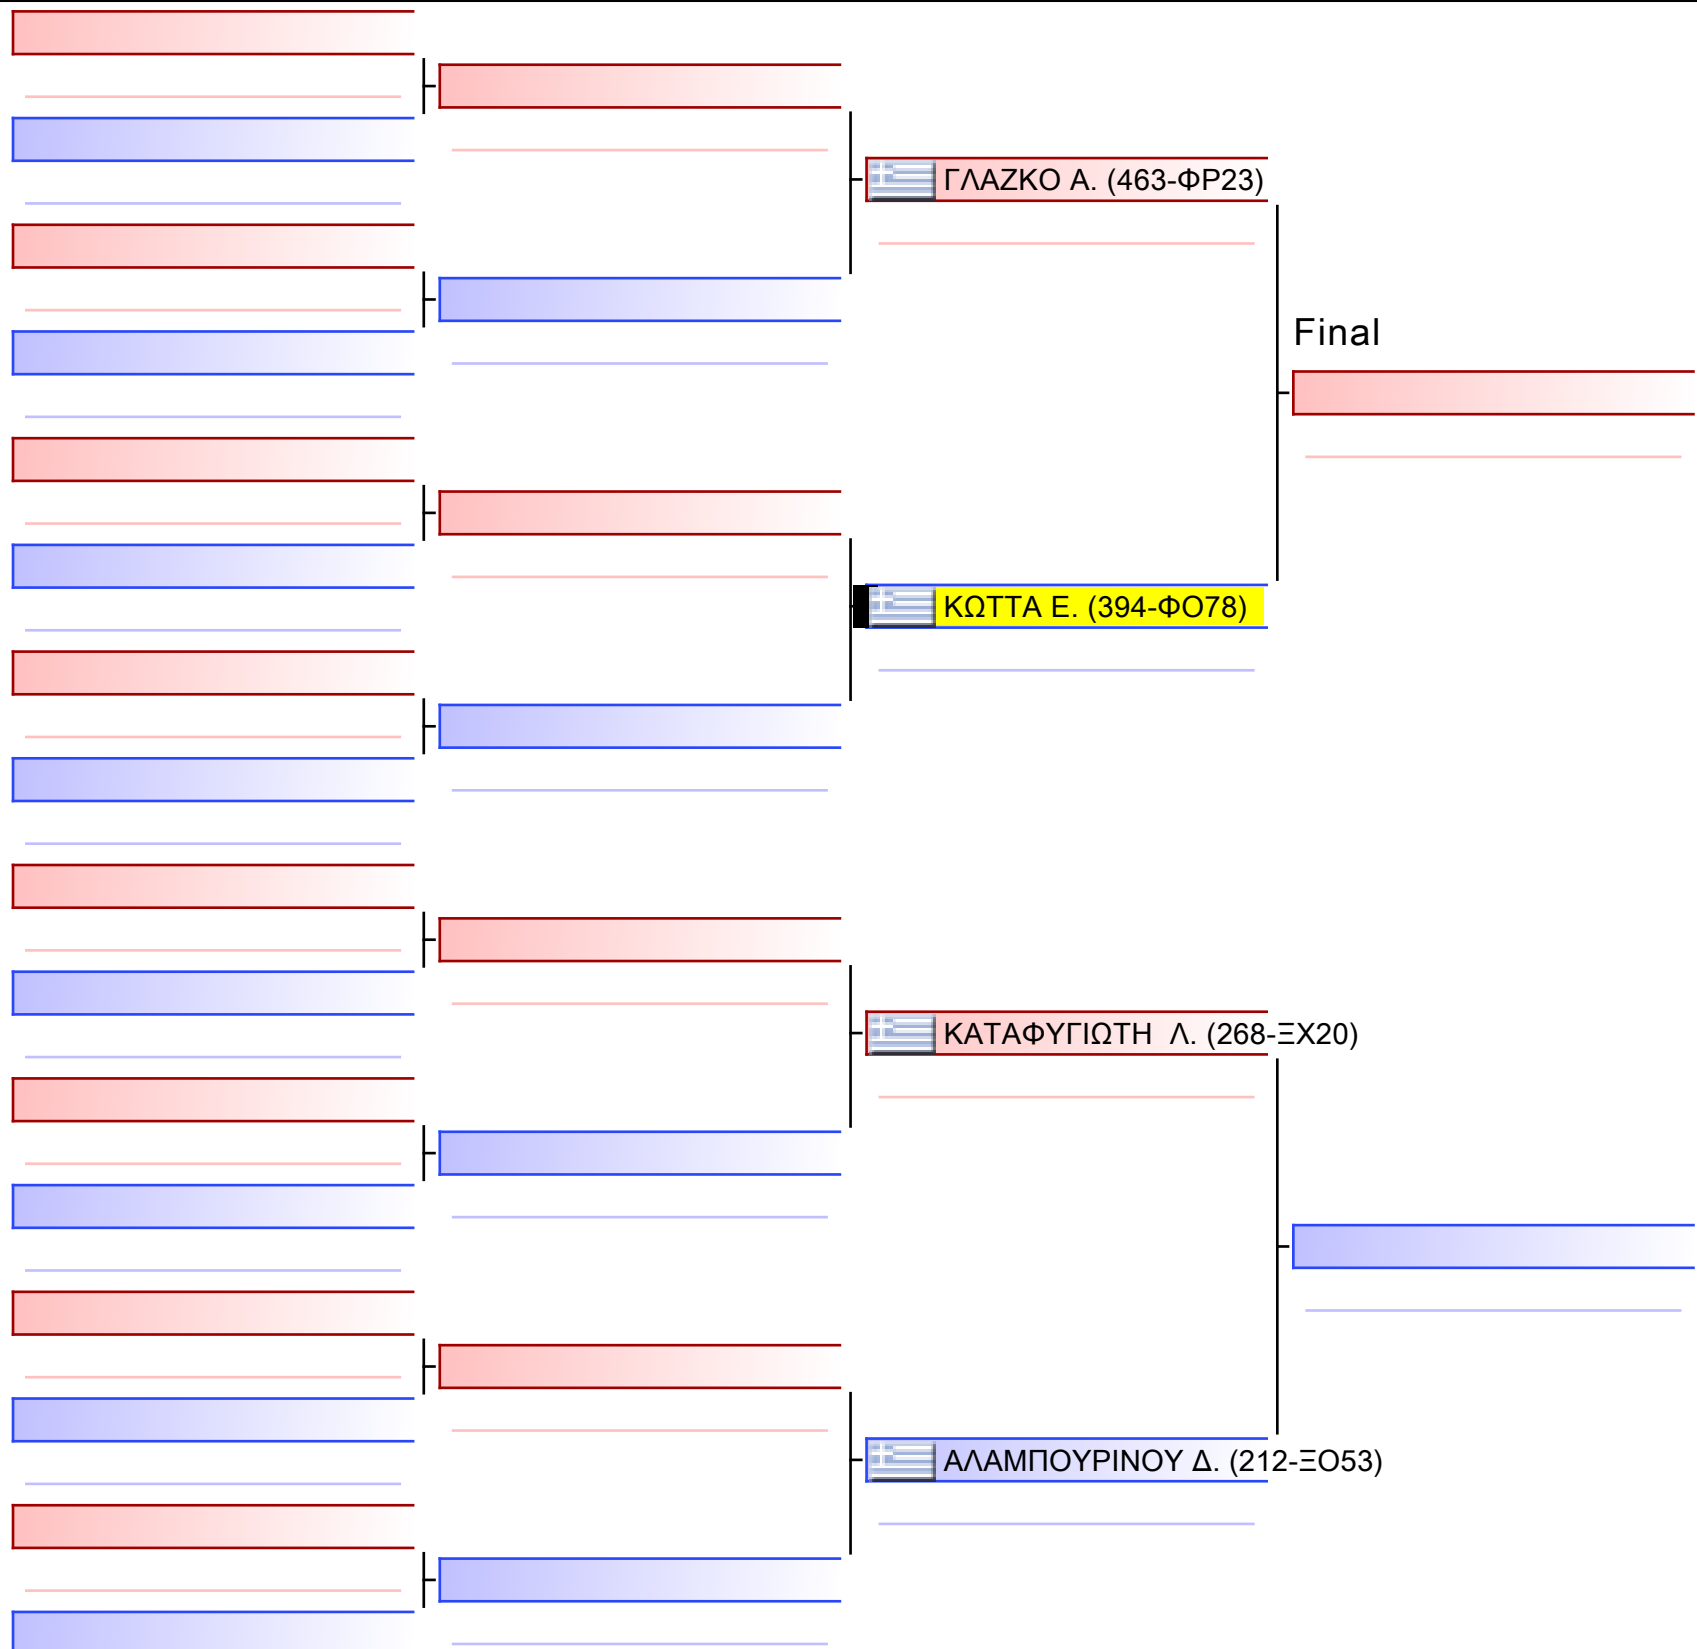 ΓΛΑΖΚΟ Α. (463-ΦΡ23)
Final
ΚΩΤΤΑ Ε. (394-ΦΟ78)
ΚΑΤΑΦΥΓΙΩΤΗ Λ. (268-ΞΧ20)
ΑΛΑΜΠΟΥΡΙΝΟΥ Δ. (212-ΞΟ53)